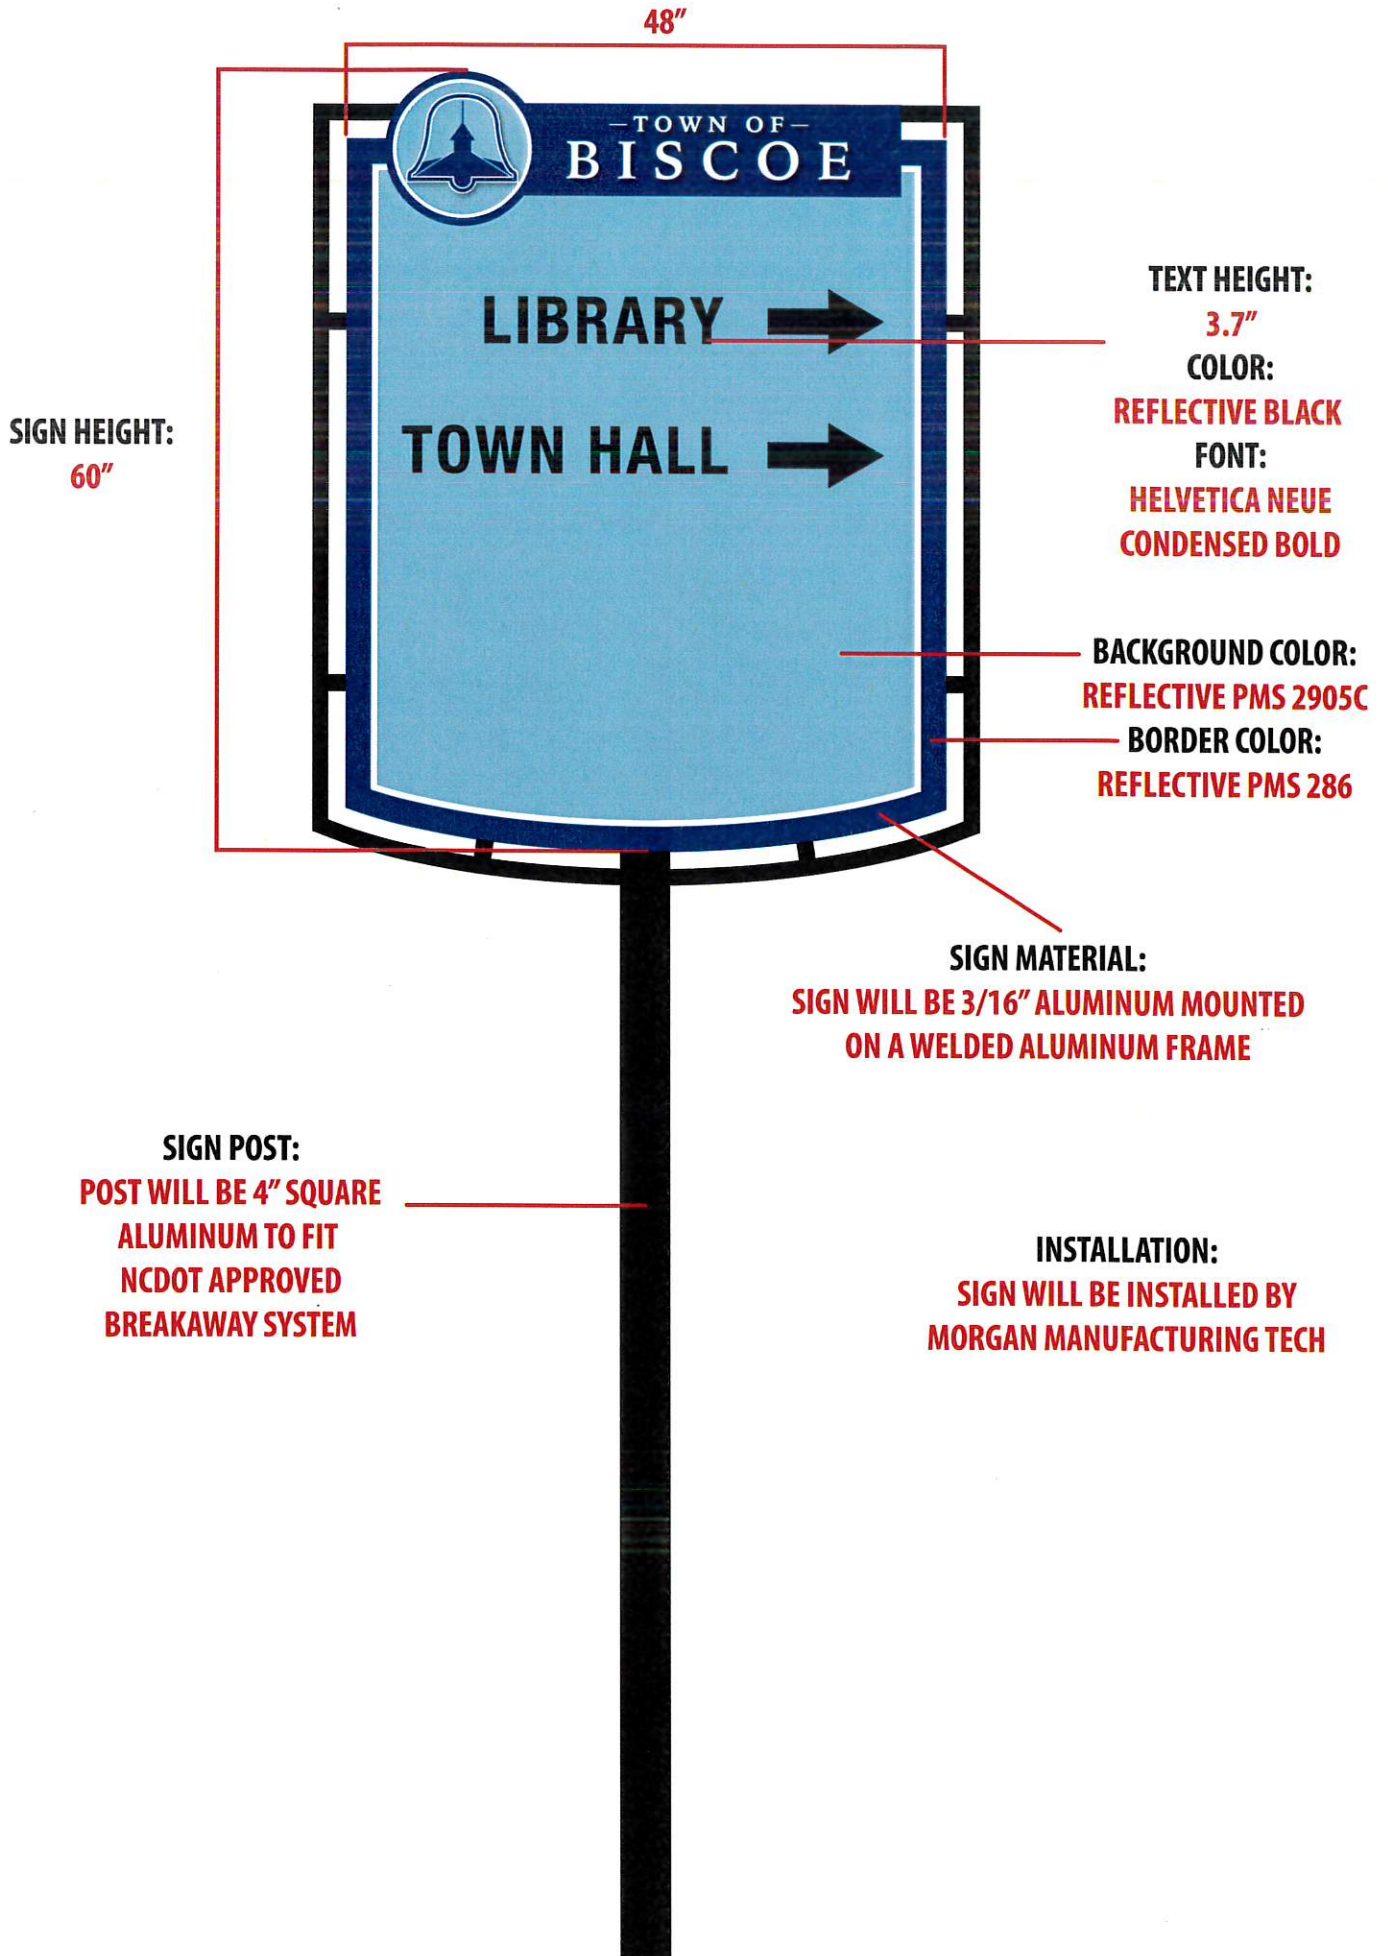 48"
–TOWN OF–
BISCOE
LIBRARY
TOWN HALL
SIGN HEIGHT:
60"
TEXT HEIGHT:
3.7"
COLOR:
REFLECTIVE BLACK
FONT:
HELVETICA NEUE
CONDENSED BOLD
BACKGROUND COLOR:
REFLECTIVE PMS 2905C
BORDER COLOR:
REFLECTIVE PMS 286
SIGN MATERIAL:
SIGN WILL BE 3/16" ALUMINUM MOUNTED
ON A WELDED ALUMINUM FRAME
SIGN POST:
POST WILL BE 4" SQUARE
ALUMINUM TO FIT
NCDOT APPROVED
BREAKAWAY SYSTEM
INSTALLATION:
SIGN WILL BE INSTALLED BY
MORGAN MANUFACTURING TECH